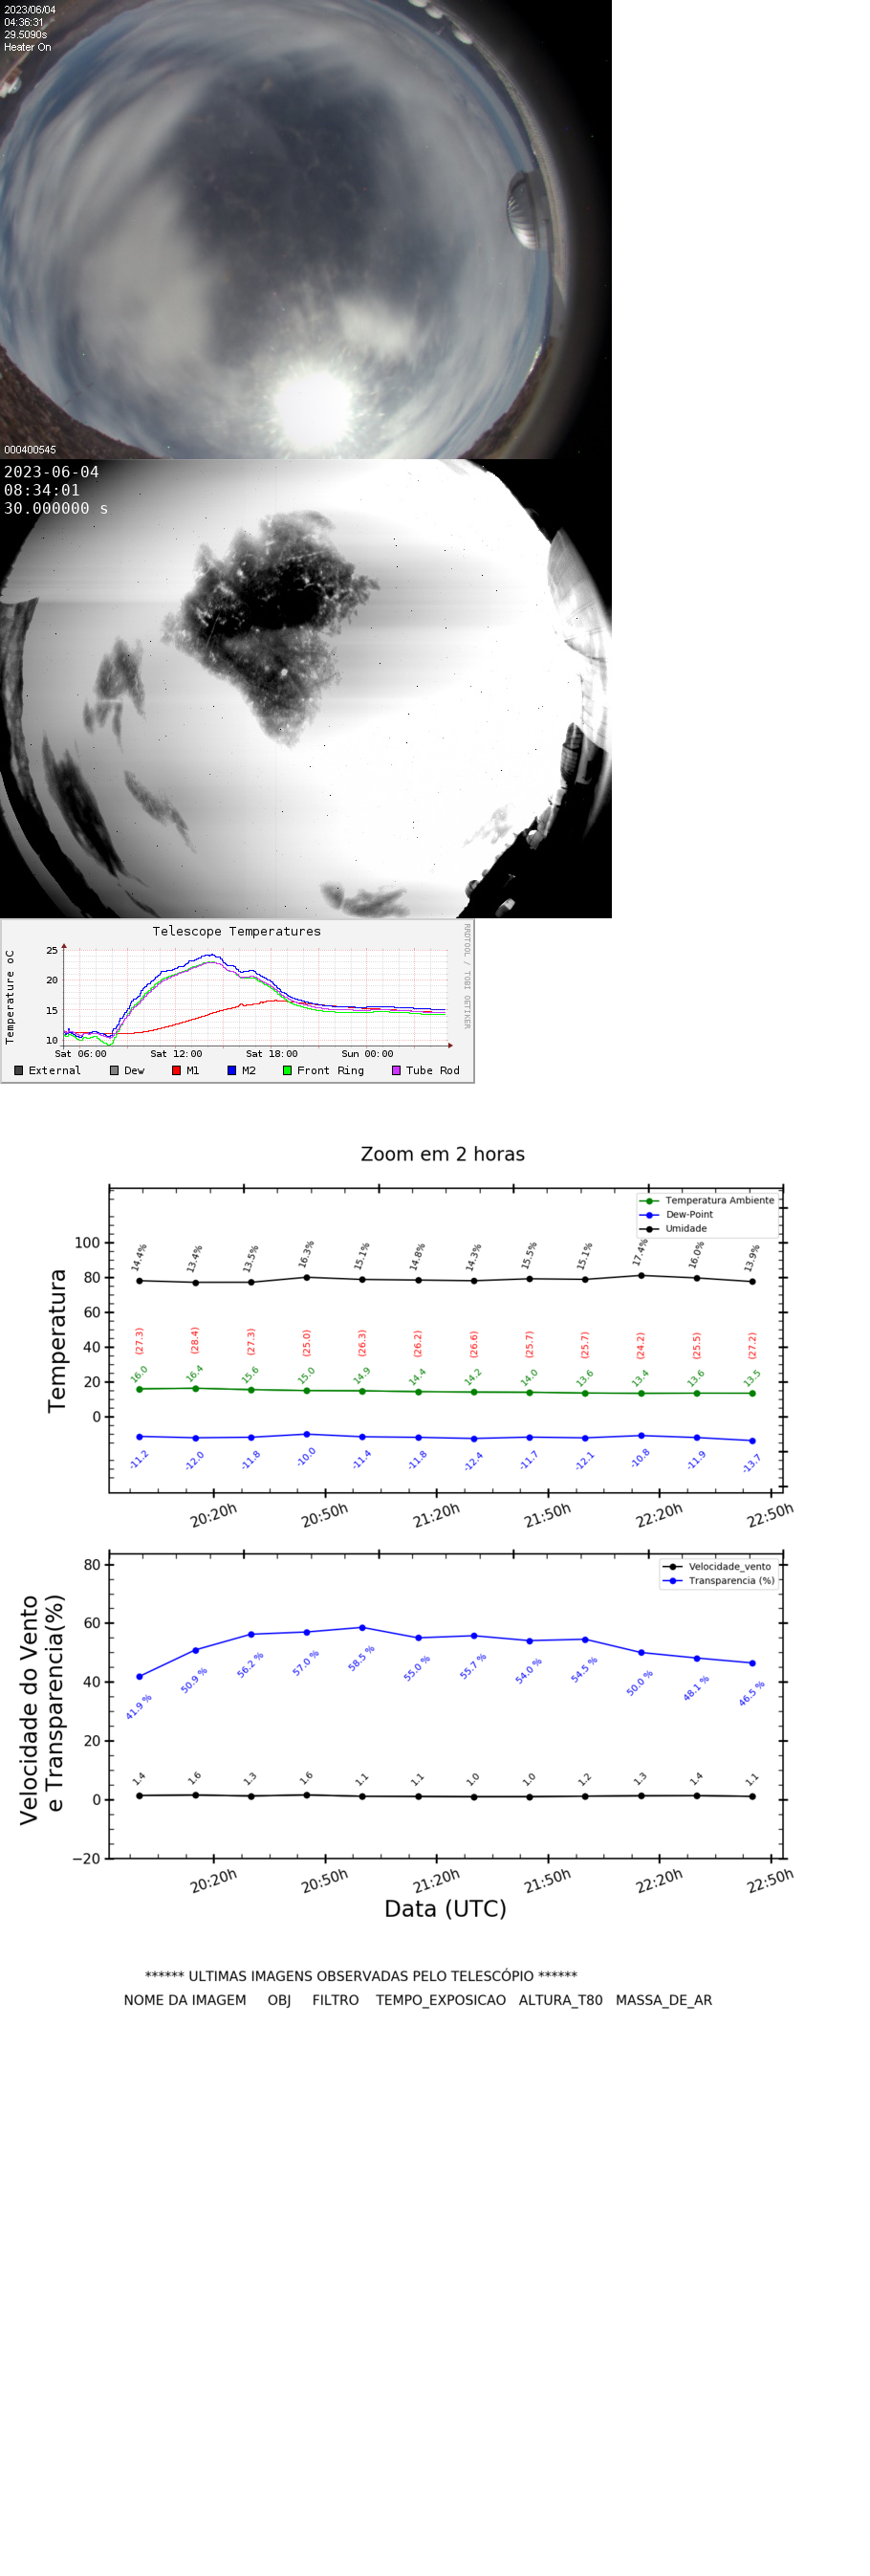 2023/06/04
04:36:31
29.5090s
Heater On
000400545
2023-06-04
08:34:01
30.000000 s
Telescope Temperatures
Temperature oC
25
20
15
10
Sat 06:00 Sat 12:00 Sat 18:00 Sun 00:00
External Dew M1 M2 Front Ring Tube Rod
RRDTOOL / TOBI OETIKER
Zoom em 2 horas
Temperatura
Temperatura Ambiente
Dew-Point
Umidade
100
80
60
40
20
0
14.4% 13.4% 13.5% 16.3% 15.1% 14.8% 14.3% 15.5% 15.1% 17.4% 16.0% 13.9%
(27.3) (28.4) (27.3) (25.0) (26.3) (26.2) (26.6) (25.7) (25.7) (24.2) (25.5) (27.2)
16.0 16.4 15.6 15.0 14.9 14.4 14.2 14.0 13.6 13.4 13.6 13.5
-11.2 -12.0 -11.8 -10.0 -11.4 -11.8 -12.4 -11.7 -12.1 -10.8 -11.9 -13.7
20:20h 20:50h 21:20h 21:50h 22:20h 22:50h
Velocidade do Vento
e Transparencia(%)
Velocidade_vento
Transparencia (%)
80
60
40
20
0
−20
41.9 % 50.9 % 56.2 % 57.0 % 58.5 % 55.0 % 55.7 % 54.0 % 54.5 % 50.0 % 48.1 % 46.5 %
1.4 1.6 1.3 1.6 1.1 1.1 1.0 1.0 1.2 1.3 1.4 1.1
20:20h 20:50h 21:20h 21:50h 22:20h 22:50h
Data (UTC)
****** ULTIMAS IMAGENS OBSERVADAS PELO TELESCÓPIO ******
NOME DA IMAGEM OBJ FILTRO TEMPO_EXPOSICAO ALTURA_T80 MASSA_DE_AR